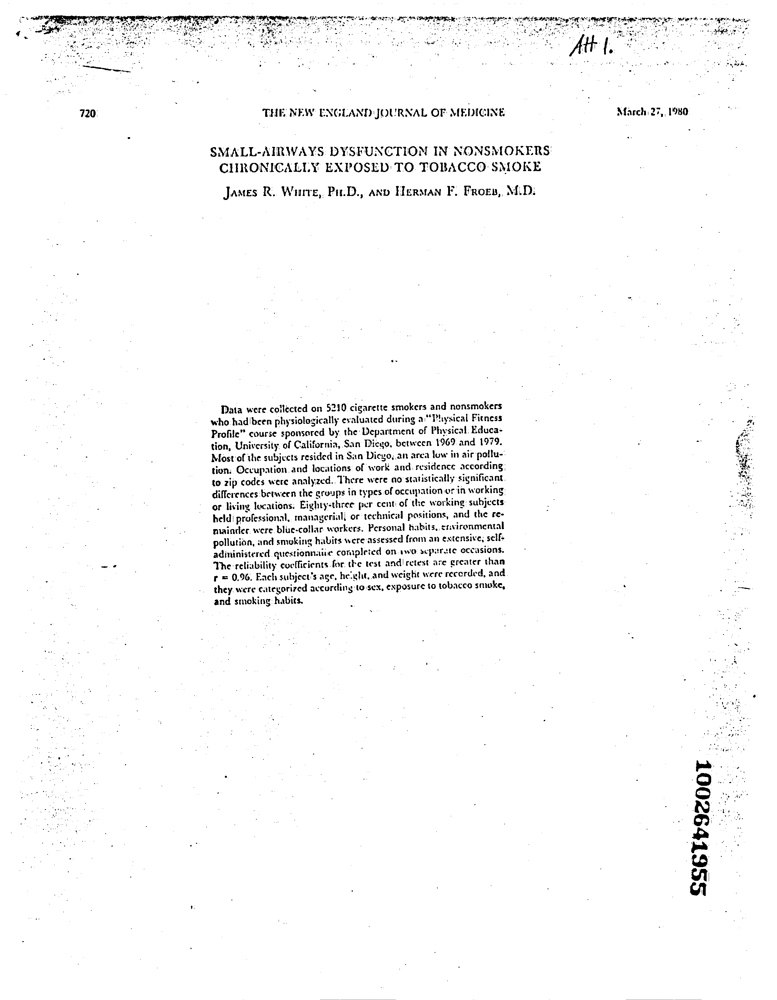 Att 1.
720 THE NEW ENGLAND JOURNAL OF MEDICINE March 27, 1980
SMALL-AIRWAYS DYSFUNCTION IN NONSMOKERS
CHRONICALLY EXPOSED TO TOBACCO SMOKE
JAMES R. WHITE, PH.D., AND HERMAN F. FROEB, M.D.
Data were collected on 5210 cigarette smokers and nonsmokers
who had been physiologically evaluated during a "Physical Fitness
Profile" course sponsored by the Department of Physical Educa-
tion, University of California, San Diego, between 1969 and 1979.
Most of the subjects resided in San Diego, an area low in air pollu-
tion. Occupation and locations of work and residence according
to zip codes were analyzed. There were no statistically significant
differences between the groups in types of occupation or in working
or living locations. Eighty-three per cent of the working subjects
held professional, managerial, or technical positions, and the re-
mainder were blue-collar workers. Personal habits, environmental
pollution, and smoking habits were assessed from an extensive, self-
administered questionnaire completed on two separate occasions.
The reliability coefficients for the test and retest are greater than
r = 0.96. Each subject's age, height, and weight were recorded, and
they were categorized according to sex, exposure to tobacco smoke,
and smoking habits.
1002641955